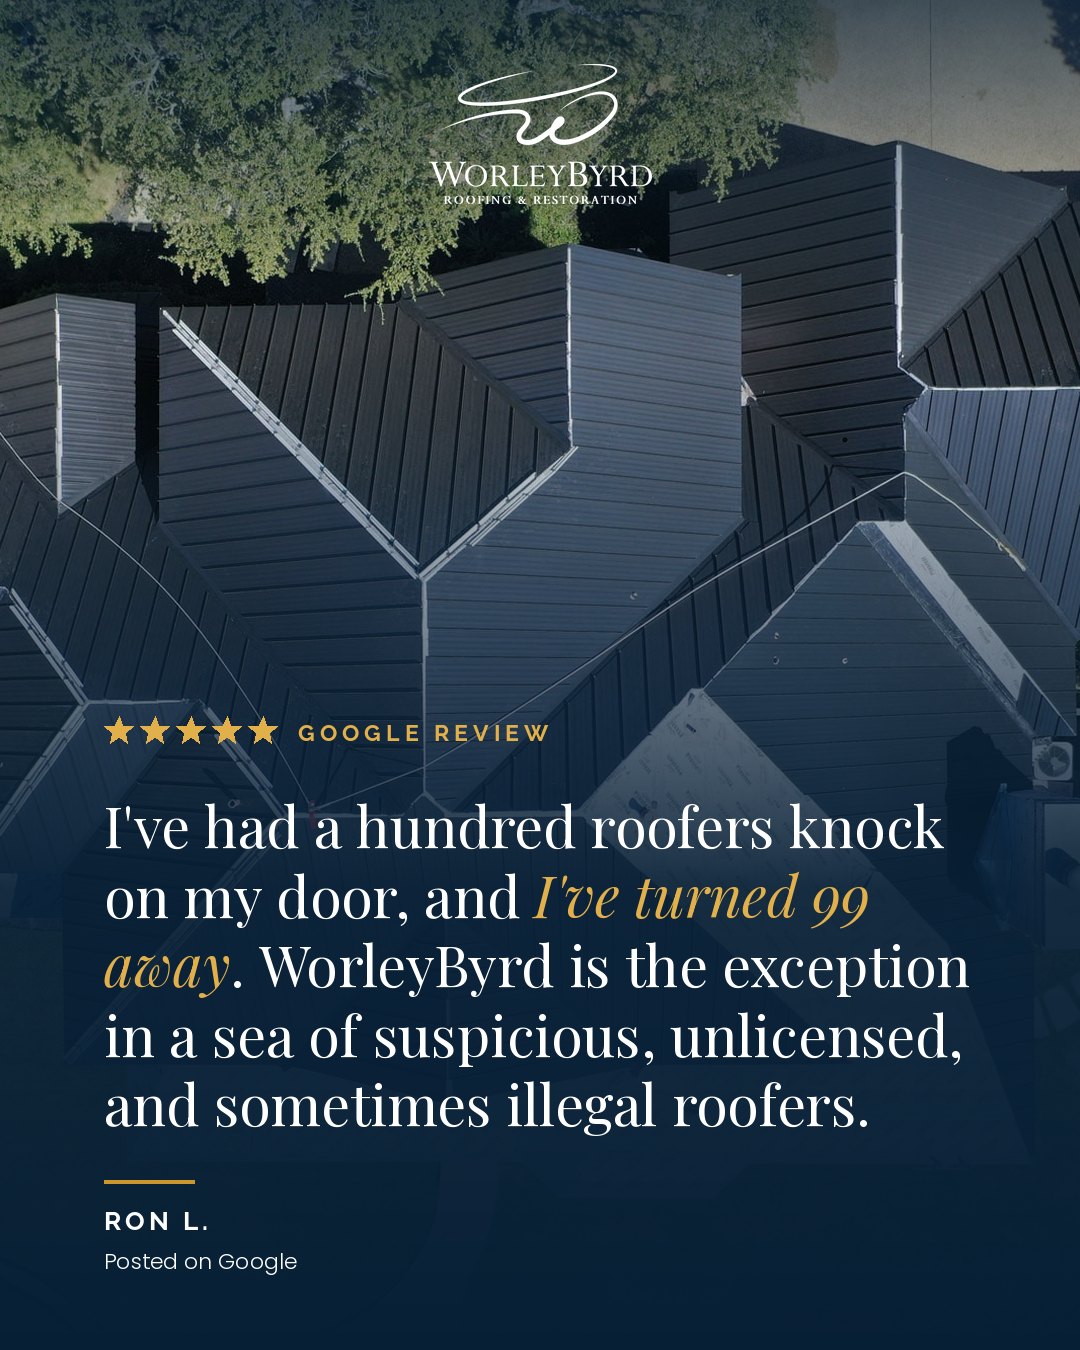 WORLEYBYRD
ROOFING & RESTORATION
GOOGLE REVIEW
I've had a hundred roofers knock
on my door, and I've turned 99
away. WorleyByrd is the exception
in a sea of suspicious, unlicensed,
and sometimes illegal roofers.
RON L.
Posted on Google